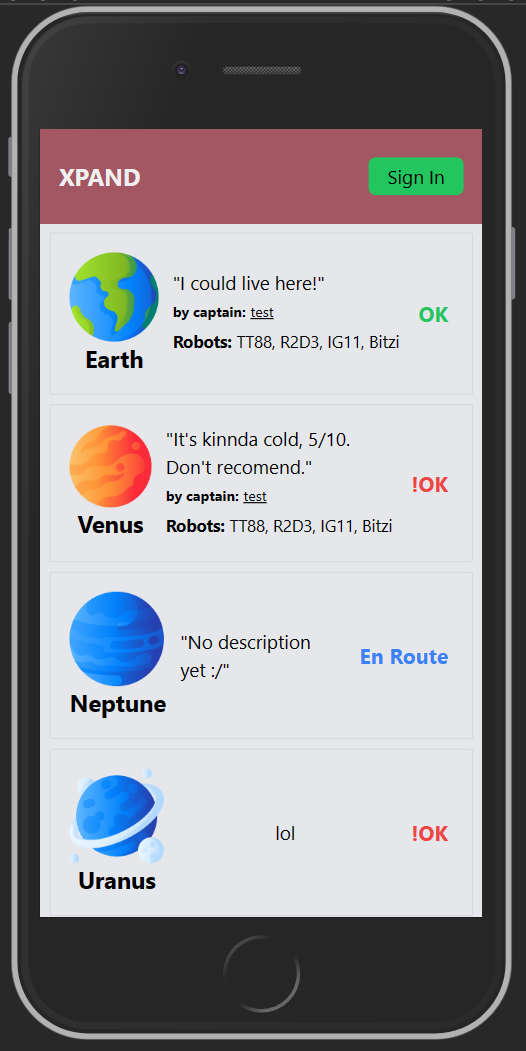 XPAND
Sign In
"I could live here!"
by captain: test
Robots: TT88, R2D3, IG11, Bitzi
OK
Earth
"It's kinnda cold, 5/10.
Don't recomend."
by captain: test
Robots: TT88, R2D3, IG11, Bitzi
!OK
Venus
"No description
yet :/"
En Route
Neptune
lol
!OK
Uranus